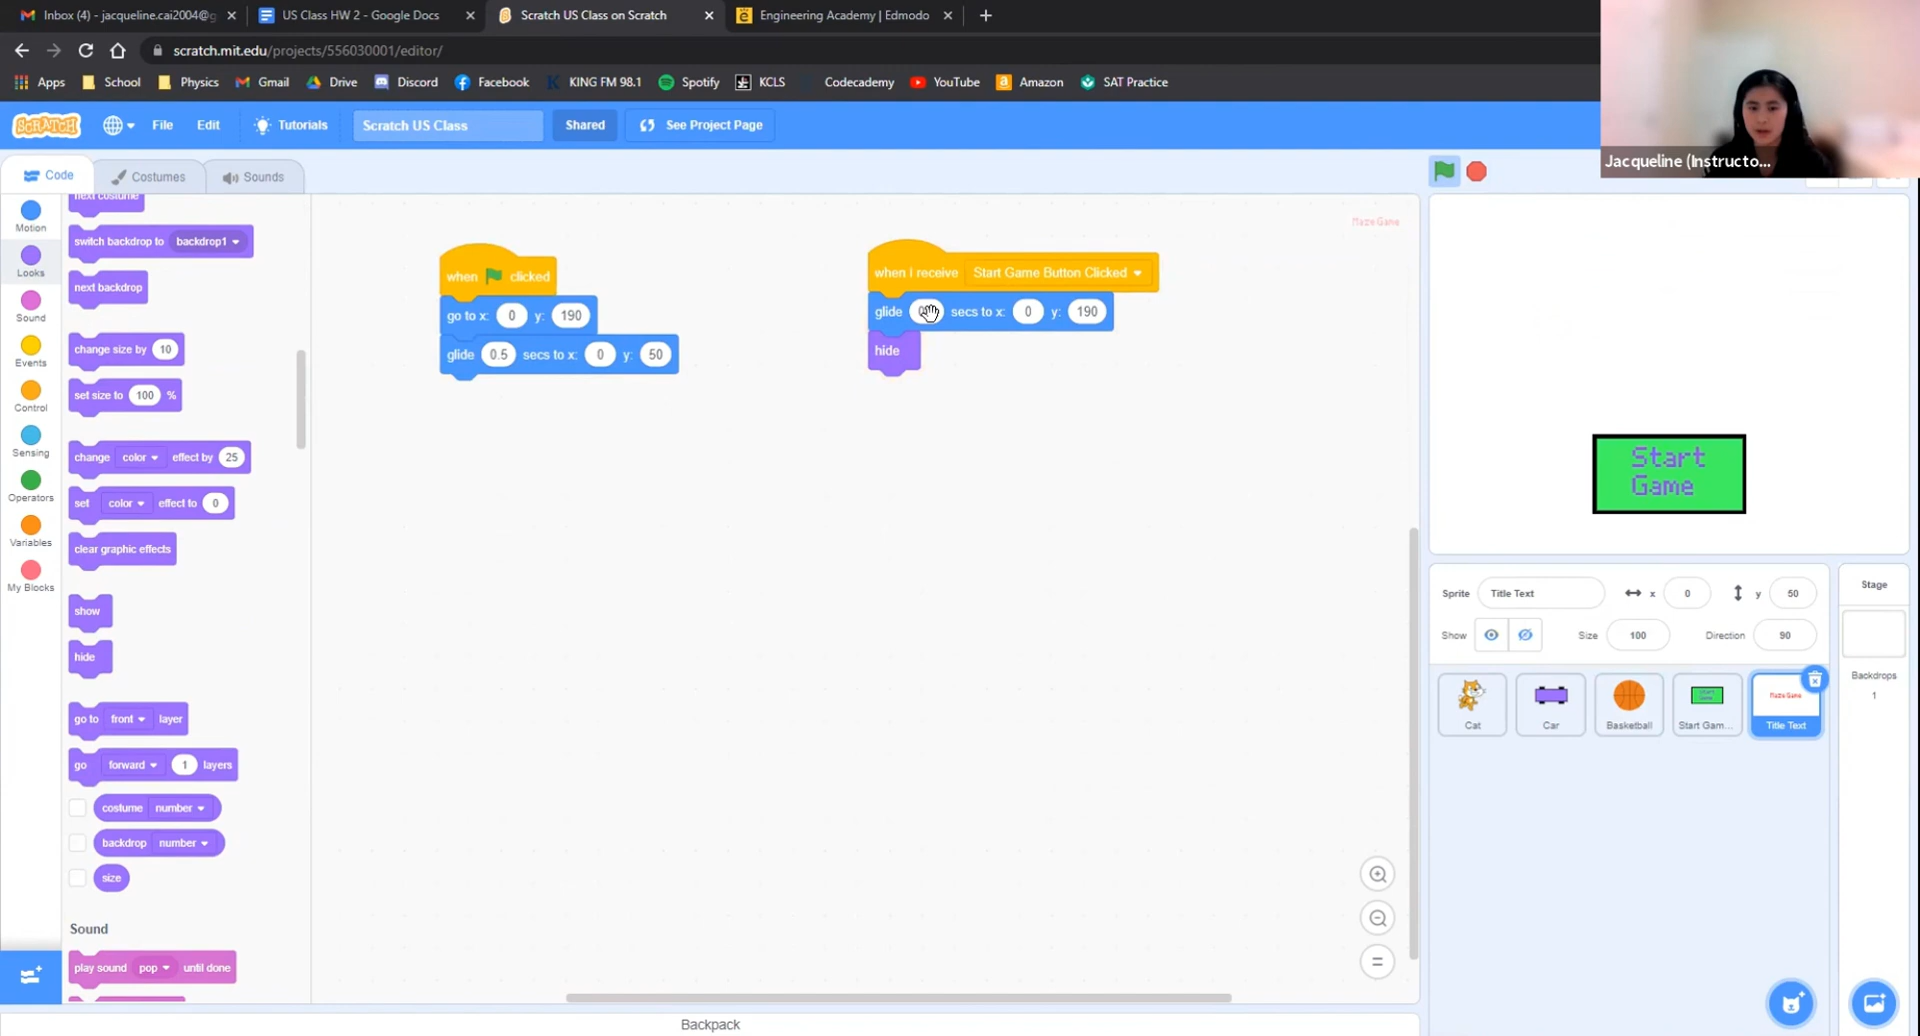 Inbox (4) - jacqueline.cai2004@g
US Class HW 2 - Google Docs
Scratch US Class on Scratch
Engineering Academy | Edmodo
scratch.mit.edu/projects/556030001/editor/
Apps
School
Physics
Gmail
Drive
Discord
Facebook
KING FM 98.1
Spotify
KCLS
Codecademy
YouTube
Amazon
SAT Practice
SCRATCH
File
Edit
Tutorials
Scratch US Class
Shared
See Project Page
Jacqueline (Instructo...
Code
Costumes
Sounds
Motion
Looks
Sound
Events
Control
Sensing
Operators
Variables
My Blocks
next costume
switch backdrop to backdrop1
next backdrop
change size by 10
set size to 100 %
change color effect by 25
set color effect to 0
clear graphic effects
show
hide
go to front layer
go forward 1 layers
costume number
backdrop number
size
Sound
play sound pop until done
when clicked
go to x: 0 y: 190
glide 0.5 secs to x: 0 y: 50
when I receive Start Game Button Clicked
glide secs to x: 0 y: 190
hide
Maze Game
Start
Game
Sprite Title Text x 0 y 50
Show Size 100 Direction 90
Cat
Car
Basketball
Start Gam...
Maze Game
Title Text
Stage
Backdrops
1
Backpack